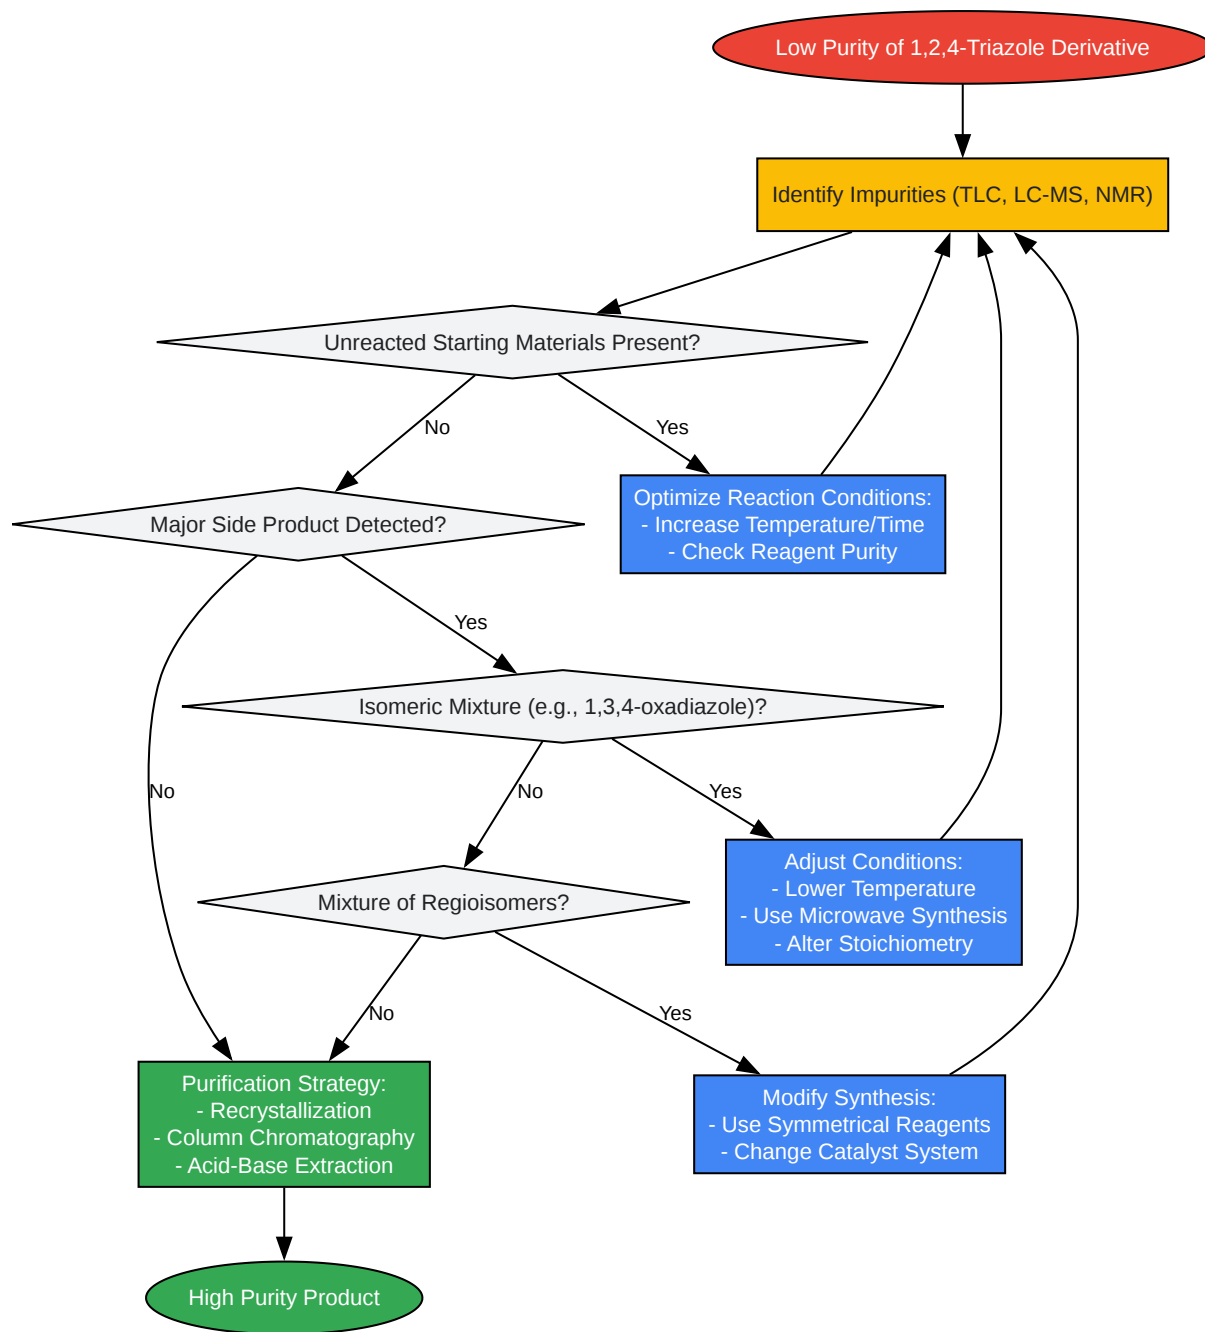 Low Purity of 1,2,4-Triazole Derivative
Identify Impurities (TLC, LC-MS, NMR)
Unreacted Starting Materials Present?
No
Yes
Optimize Reaction Conditions:
- Increase Temperature/Time
- Check Reagent Purity
Major Side Product Detected?
Yes
Isomeric Mixture (e.g., 1,3,4-oxadiazole)?
No
No
Yes
Adjust Conditions:
- Lower Temperature
- Use Microwave Synthesis
- Alter Stoichiometry
Mixture of Regioisomers?
No
Yes
Purification Strategy:
- Recrystallization
- Column Chromatography
- Acid-Base Extraction
Modify Synthesis:
- Use Symmetrical Reagents
- Change Catalyst System
High Purity Product